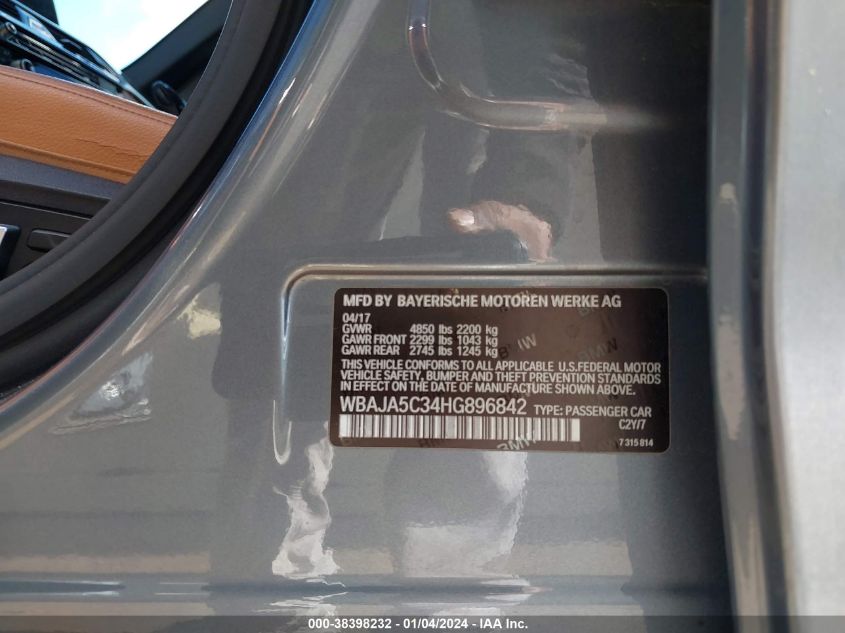 MFD BY BAYERISCHE MOTOREN WERKE AG
04/17
GVWR 4850 lbs 2200 kg
GAWR FRONT 2299 lbs 1043 kg
GAWR REAR 2745 lbs 1245 kg
THIS VEHICLE CONFORMS TO ALL APPLICABLE U.S.FEDERAL MOTOR
VEHICLE SAFETY, BUMPER AND THEFT PREVENTION STANDARDS
IN EFFECT ON THE DATE OF MANUFACTURE SHOWN ABOVE.
WBAJA5C34HG896842 TYPE: PASSENGER CAR
C2Y/7
7 315 814
000-38398232 - 01/04/2024 - IAA Inc.